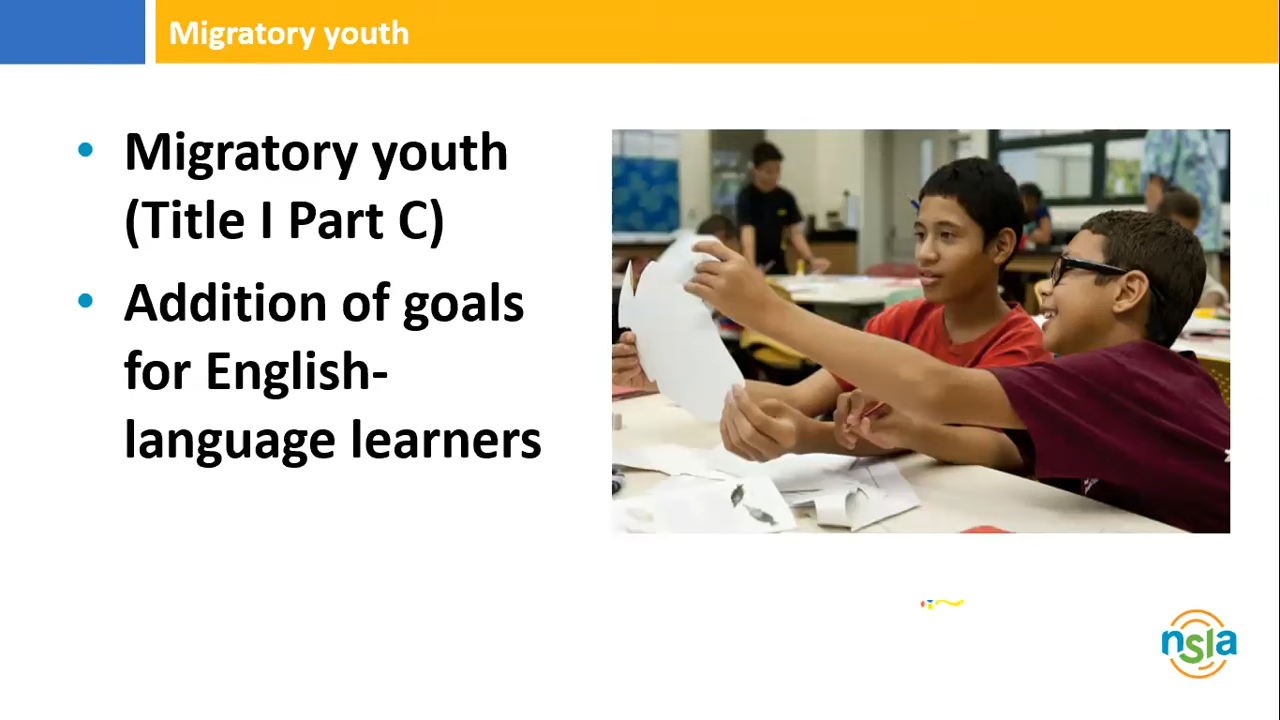 Migratory youth
• Migratory youth
(Title I Part C)
• Addition of goals
for English-
language learners
nsla